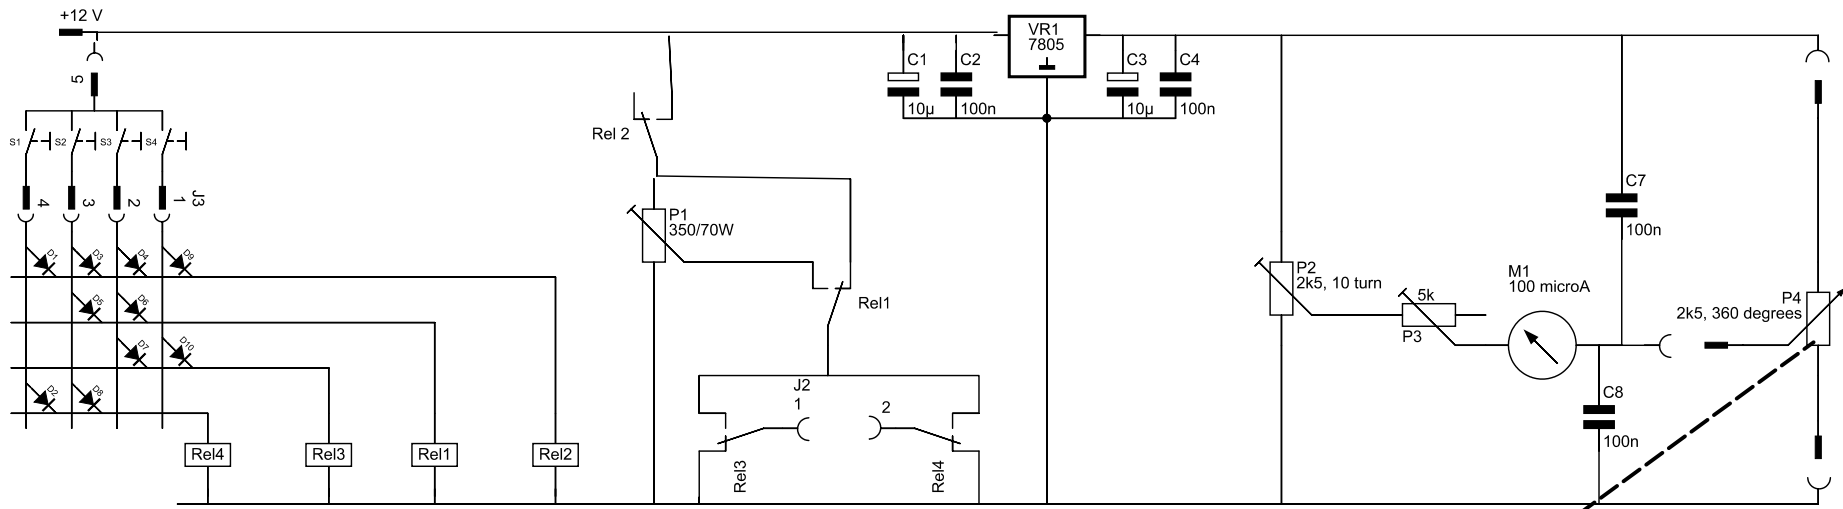 +12 V
5
S1
S2
S3
S4
4
3
2
1
J3
D1
D3
D4
D9
D5
D6
D7
D10
D2
D8
Rel4
Rel3
Rel1
Rel2
Rel 2
P1
350/70W
Rel1
J2
1
2
Rel3
Rel4
C1
10µ
C2
100n
VR1
7805
C3
10µ
C4
100n
P2
2k5, 10 turn
5k
P3
M1
100 microA
C7
100n
C8
100n
P4
2k5, 360 degrees